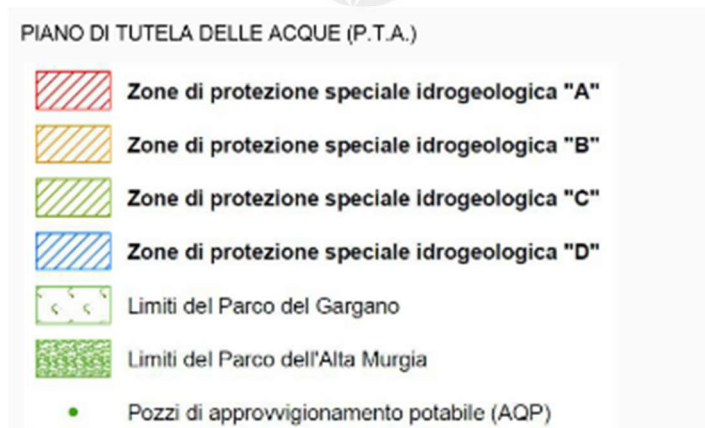 PIANO DI TUTELA DELLE ACQUE (P.T.A.)
Zone di protezione speciale idrogeologica "A"
Zone di protezione speciale idrogeologica "B"
Zone di protezione speciale idrogeologica "C"
Zone di protezione speciale idrogeologica "D"
Limiti del Parco del Gargano
Limiti del Parco dell'Alta Murgia
Pozzi di approvvigionamento potabile (AQP)